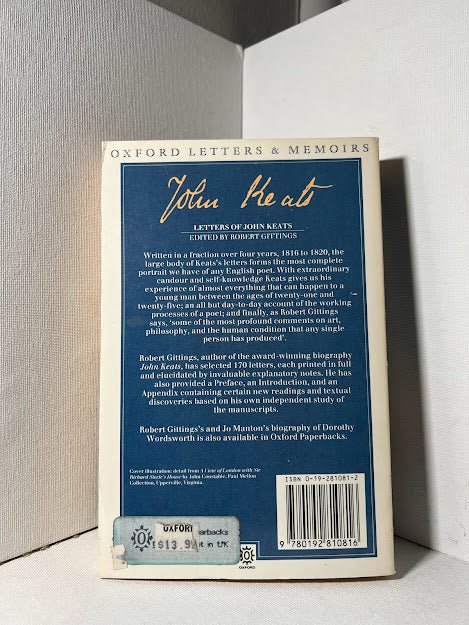 OXFORD LETTERS & MEMOIRS
John Keats
LETTERS OF JOHN KEATS
EDITED BY ROBERT GITTINGS
Written in a fraction over four years, 1816 to 1820, the
large body of Keats's letters forms the most complete
portrait we have of any English poet. With extraordinary
candour and self-knowledge Keats gives us his
experience of almost everything that can happen to a
young man between the ages of twenty-one and
twenty-five; an all but day-to-day account of the working
processes of a poet; and finally, as Robert Gittings
says, 'some of the most profound comments on art,
philosophy, and the human condition that any single
person has produced'.
Robert Gittings, author of the award-winning biography
John Keats, has selected 170 letters, each printed in full
and elucidated by invaluable explanatory notes. He has
also provided a Preface, an Introduction, and an
Appendix containing certain new readings and textual
discoveries based on his own independent study of
the manuscripts.
Robert Gittings's and Jo Manton's biography of Dorothy
Wordsworth is also available in Oxford Paperbacks.
Cover illustration: detail from A View of London with Sir
Richard Steele's House by John Constable. Paul Mellon
Collection, Upperville, Virginia.
ISBN 0-19-281081-2
9 780192 810816
OXFORD
erbacks
$13.9
in UK
OXFORD